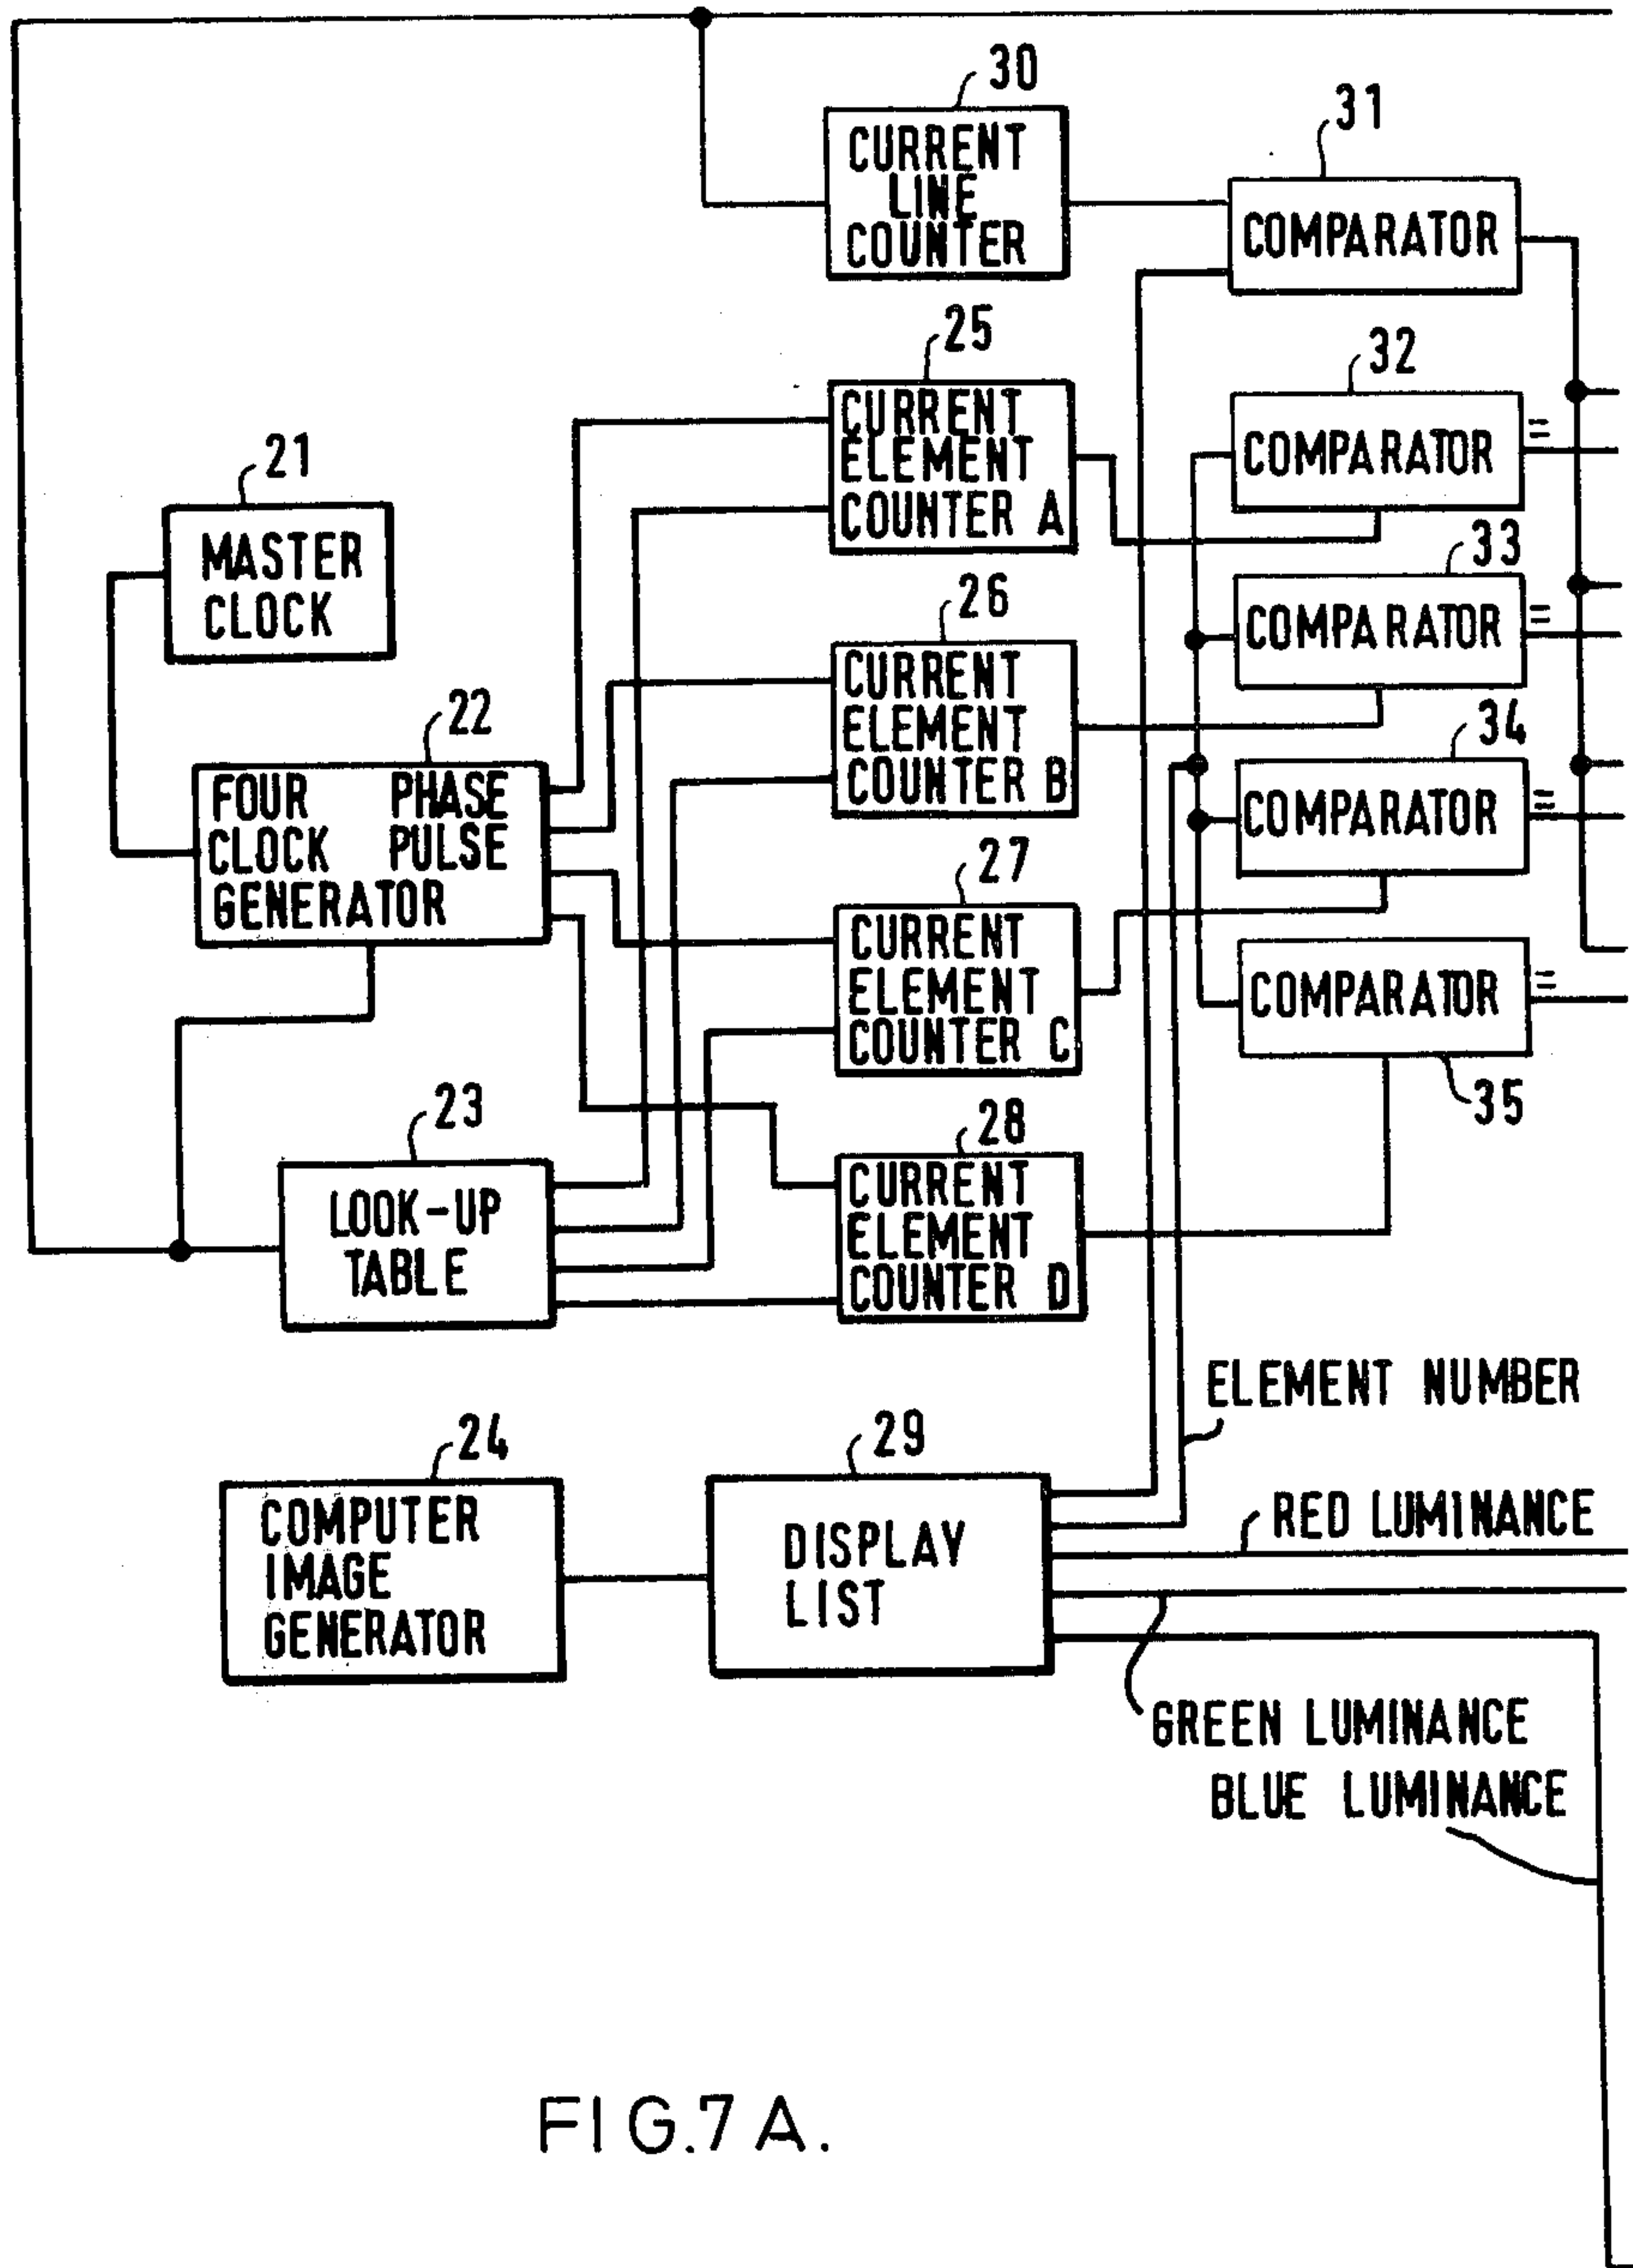 30
CURRENT
LINE
COUNTER
31
COMPARATOR
25
CURRENT
ELEMENT
COUNTER A
32
COMPARATOR
=
21
MASTER
CLOCK
33
COMPARATOR
=
26
CURRENT
ELEMENT
COUNTER B
22
FOUR PHASE
CLOCK PULSE
GENERATOR
34
COMPARATOR
=
27
CURRENT
ELEMENT
COUNTER C
COMPARATOR
=
35
23
LOOK-UP
TABLE
28
CURRENT
ELEMENT
COUNTER D
ELEMENT NUMBER
24
COMPUTER
IMAGE
GENERATOR
29
DISPLAY
LIST
RED LUMINANCE
GREEN LUMINANCE
BLUE LUMINANCE
FIG.7A.